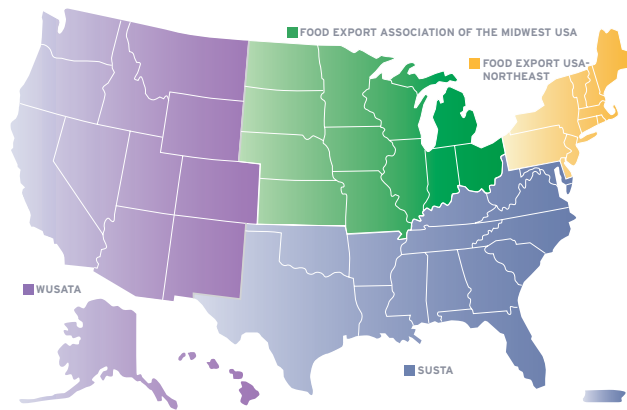 FOOD EXPORT ASSOCIATION OF THE MIDWEST USA
FOOD EXPORT USA-
NORTHEAST
WUSATA
SUSTA